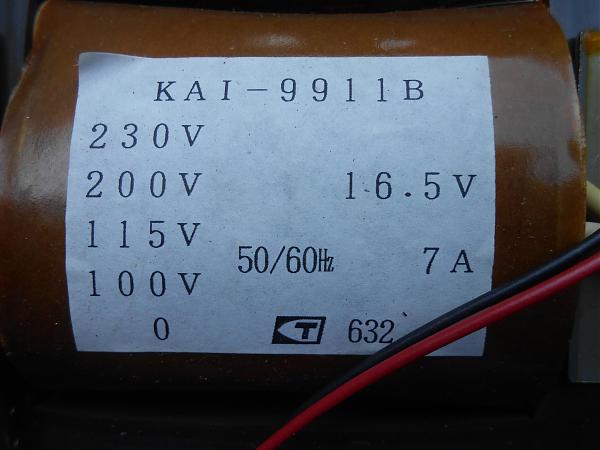 KAI-9911B
230V
200V 16.5V
115V 50/60Hz 7A
100V
0 T 632